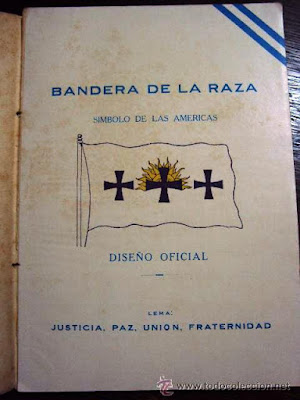 BANDERA DE LA RAZA
SIMBOLO DE LAS AMERICAS
DISEÑO OFICIAL
LEMA:
JUSTICIA, PAZ, UNION, FRATERNIDAD
© www.todocoleccion.net